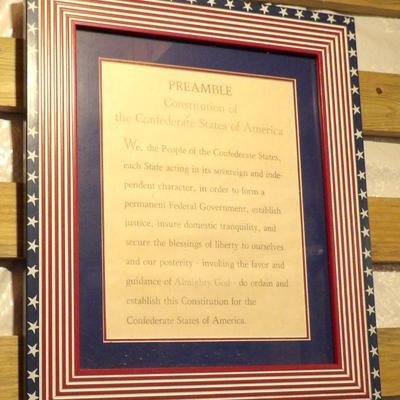 PREAMBLE
Constitution of
the Confederate States of America
We, the People of the Confederate States,
each State acting in its sovereign and inde-
pendent character, in order to form a
permanent Federal Government, establish
justice, insure domestic tranquility, and
secure the blessings of liberty to ourselves
and our posterity - invoking the favor and
guidance of Almighty God - do ordain and
establish this Constitution for the
Confederate States of America.